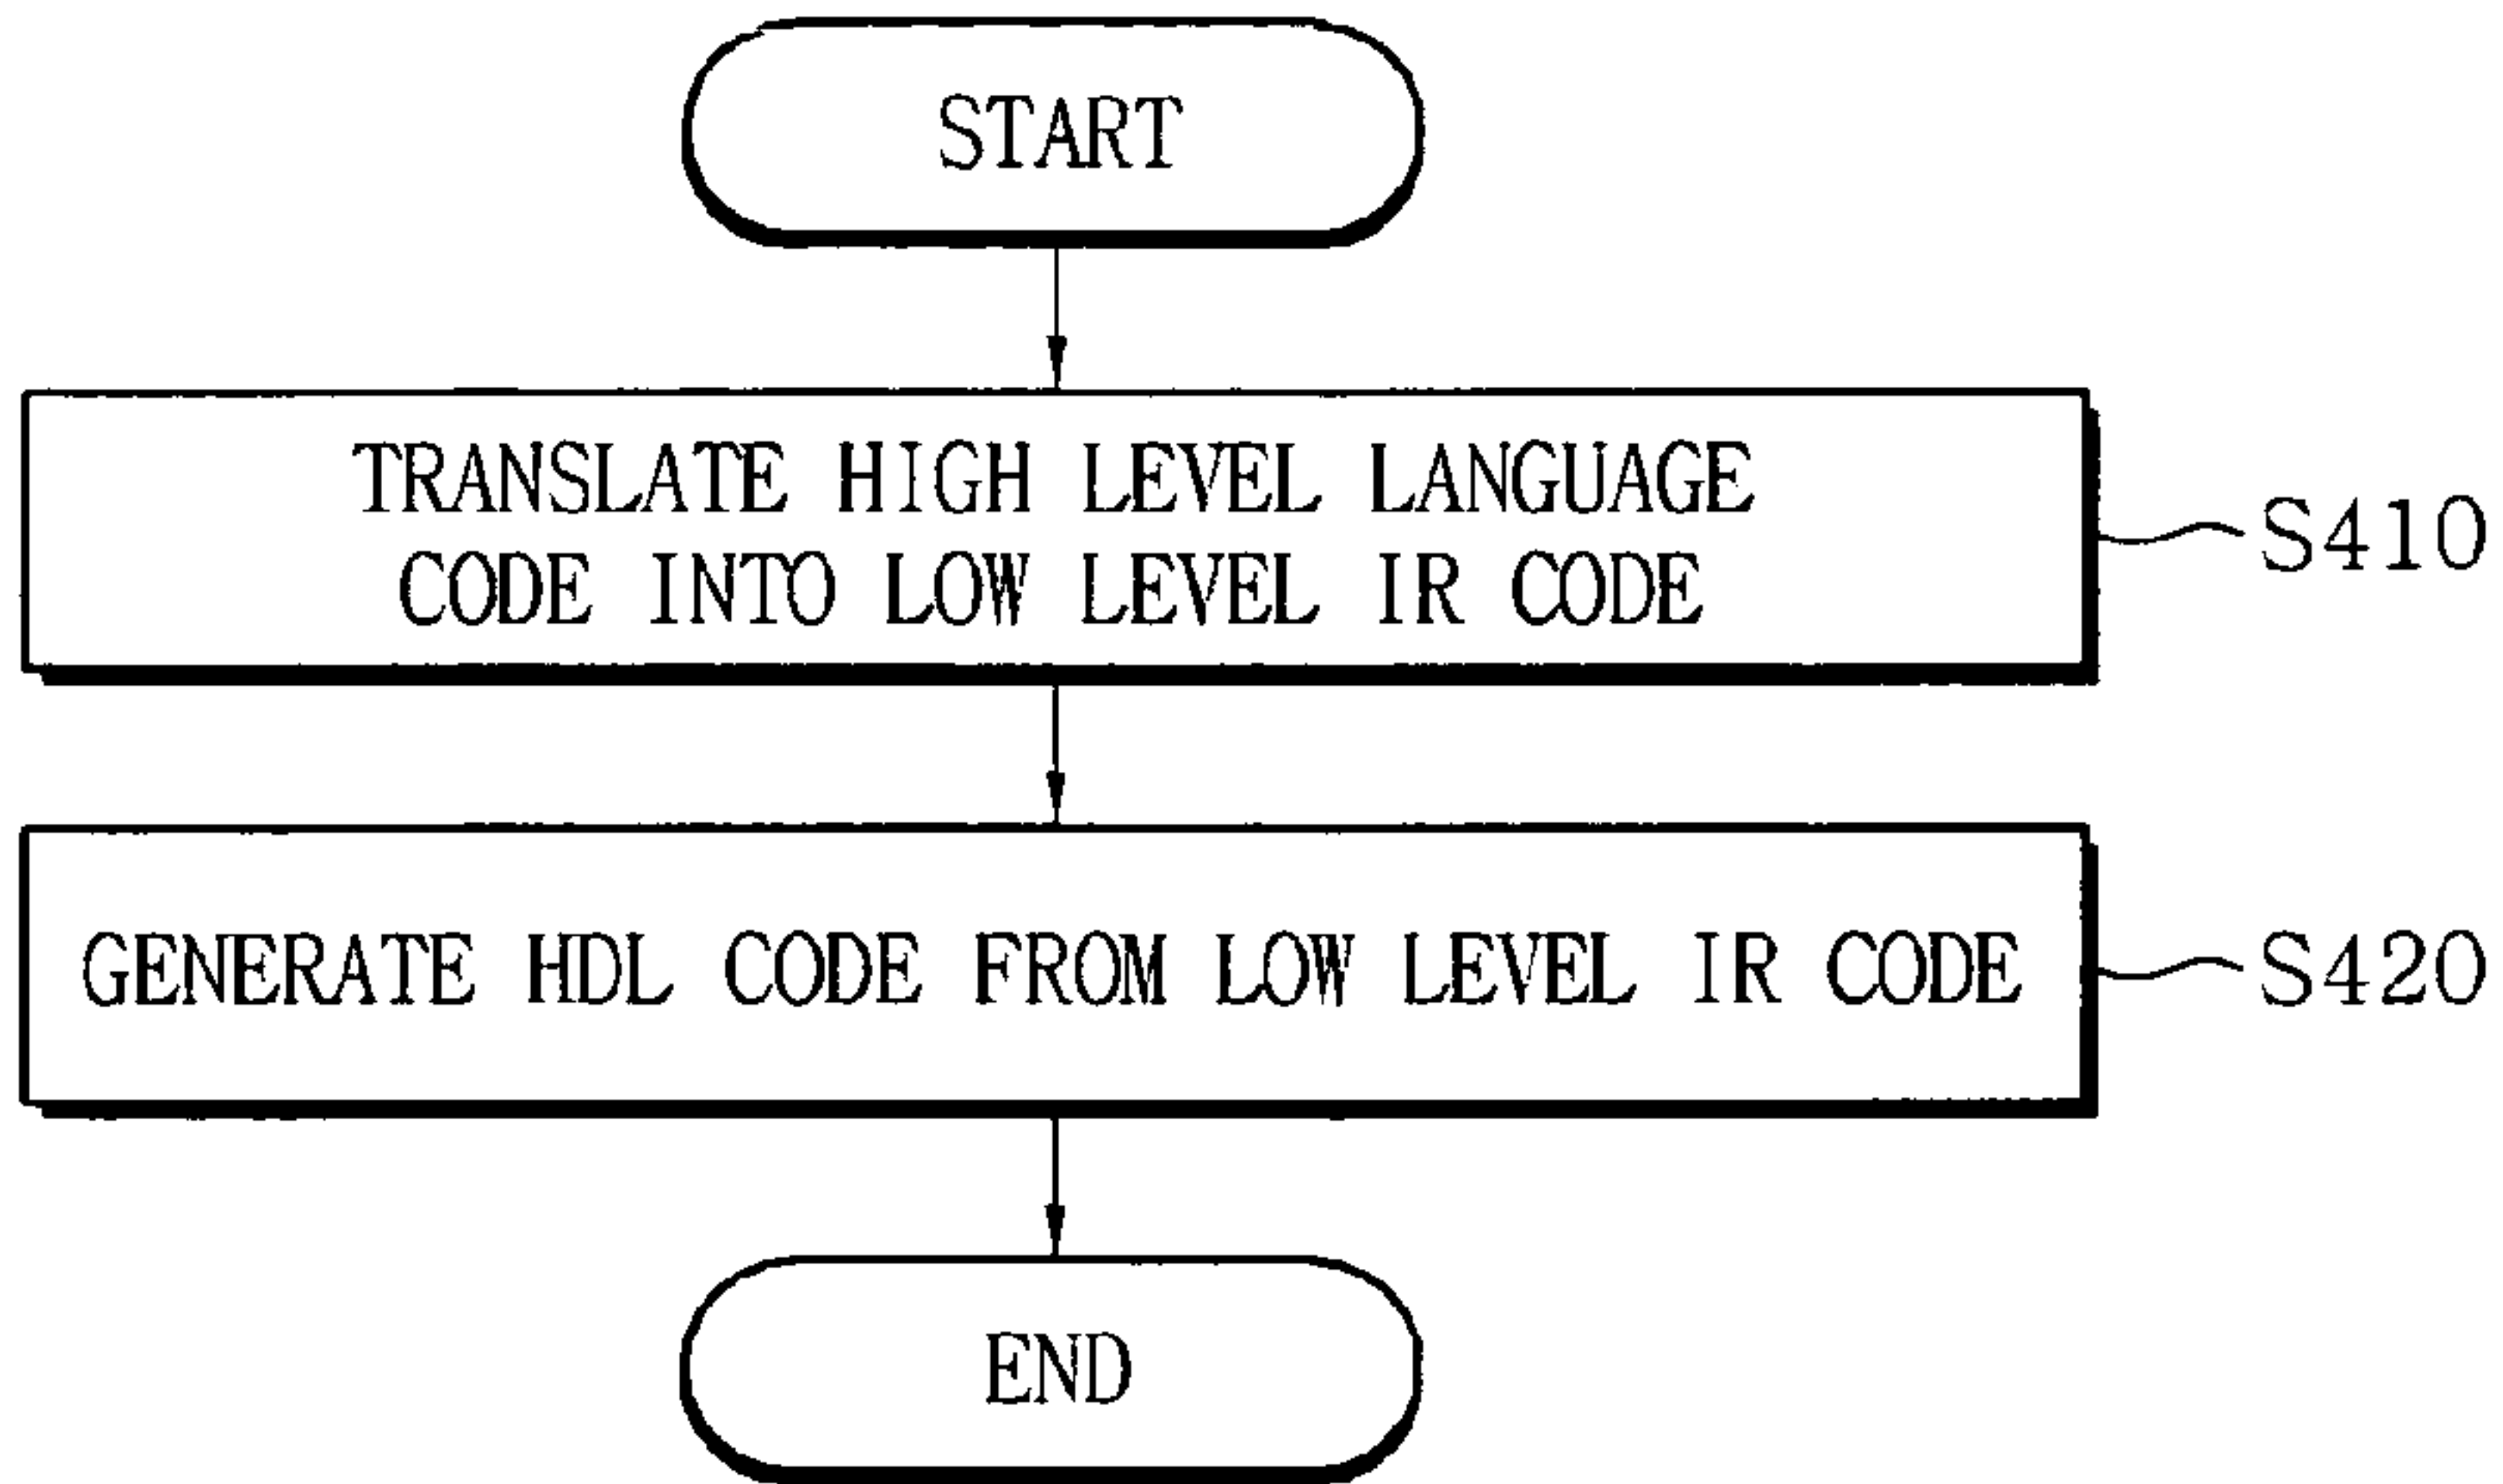 START
TRANSLATE HIGH LEVEL LANGUAGE
CODE INTO LOW LEVEL IR CODE
S410
GENERATE HDL CODE FROM LOW LEVEL IR CODE
S420
END